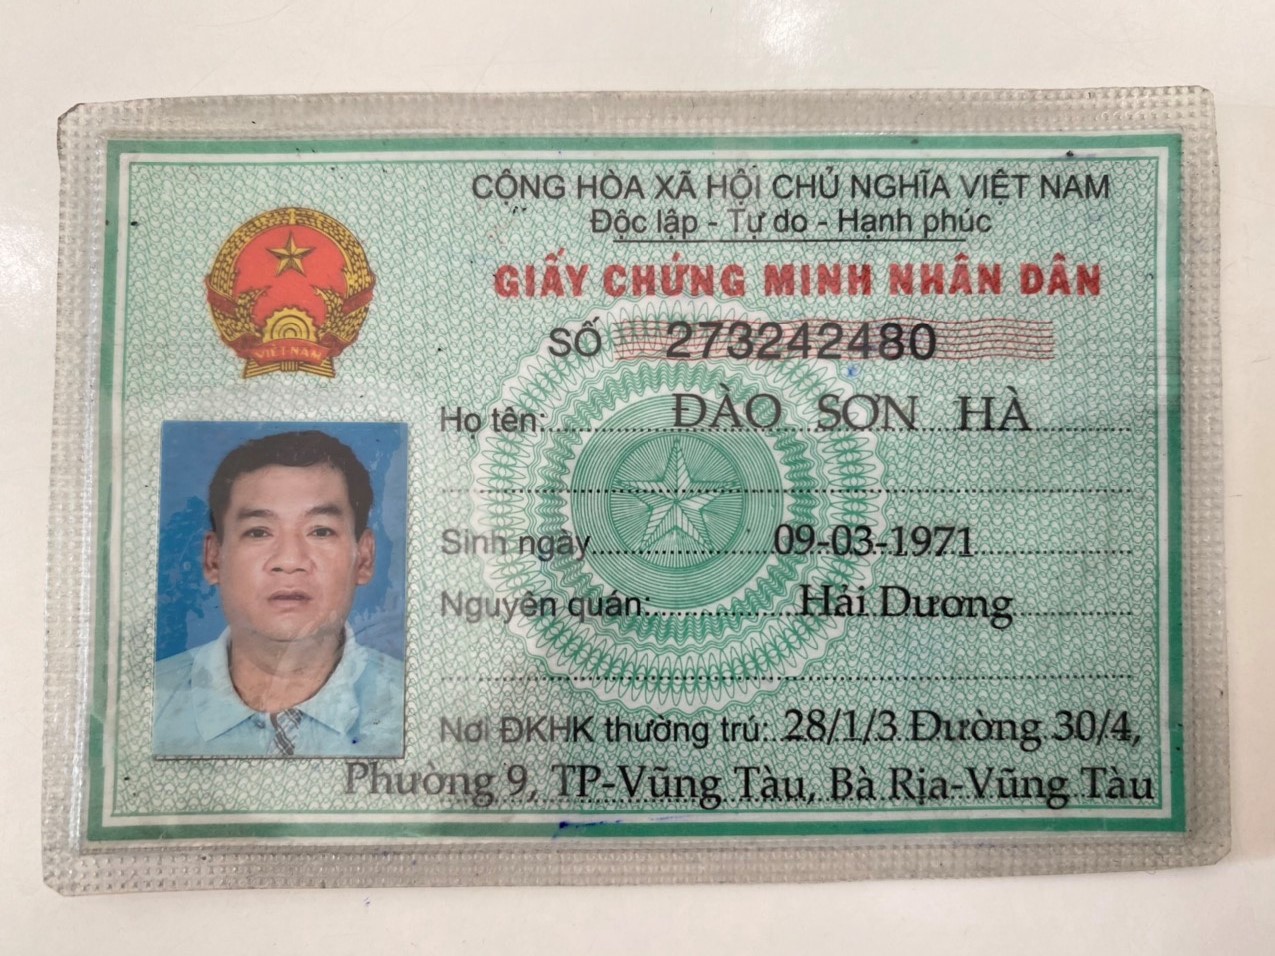 CỘNG HÒA XÃ HỘI CHỦ NGHĨA VIỆT NAM
Độc lập - Tự do - Hạnh phúc
GIẤY CHỨNG MINH NHÂN DÂN
SỐ 273242480
Họ tên: ĐÀO SƠN HÀ
Sinh ngày 09-03-1971
Nguyên quán: Hải Dương
Nơi ĐKHK thường trú: 28/1/3 Đường 30/4,
Phường 9, TP-Vũng Tàu, Bà Rịa-Vũng Tàu
VIỆT NAM